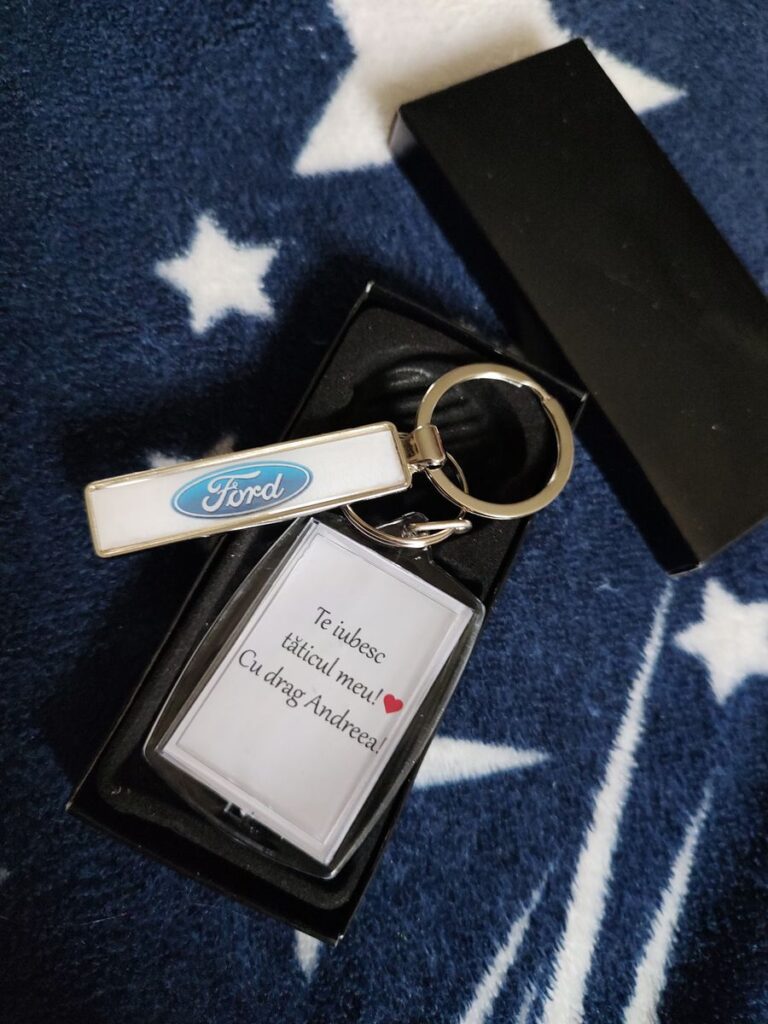 Ford
Te iubesc
tăticul meu!❤
Cu drag Andreea!